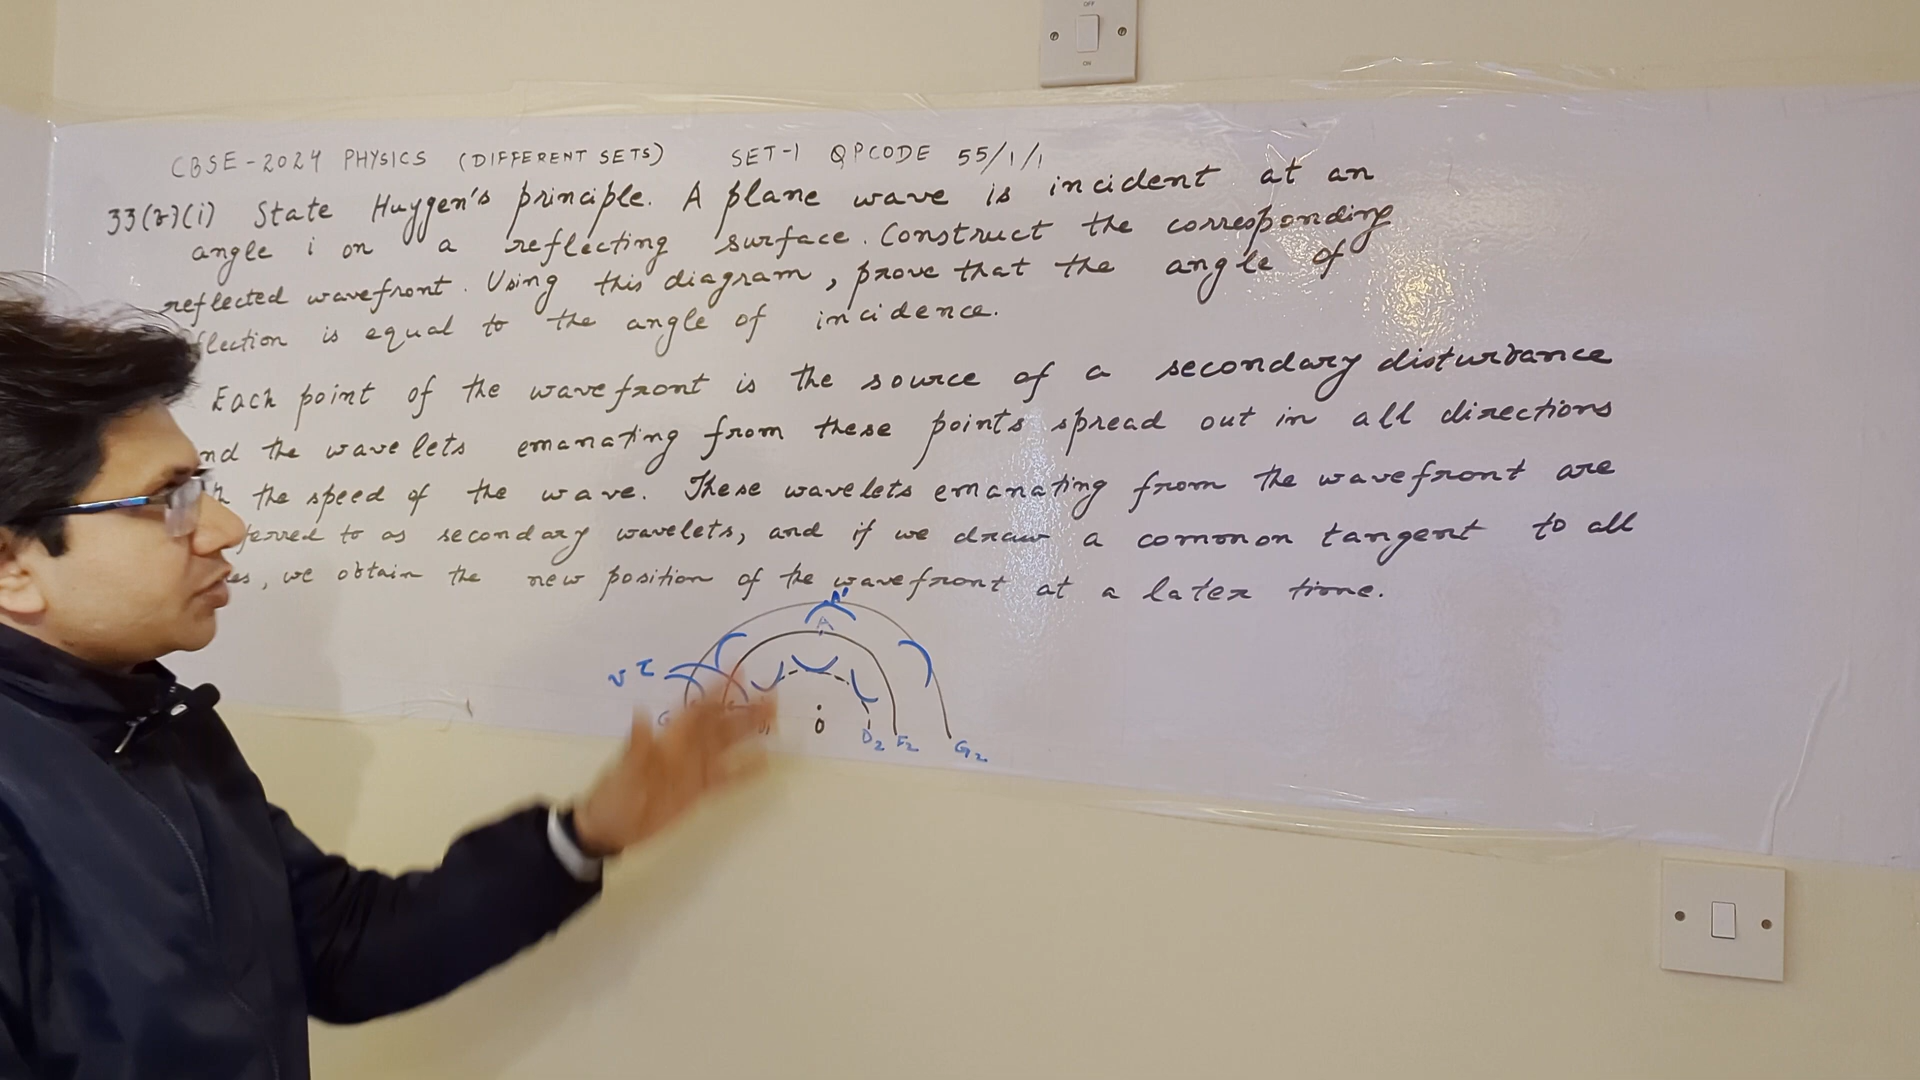 CBSE-2024 PHYSICS (DIFFERENT SETS) SET-1 QPCODE 55/1/1
33(b)(i) State Huygen's principle. A plane wave is incident at an
angle i on a reflecting surface. Construct the corresponding
reflected wavefront. Using this diagram, prove that the angle of
flection is equal to the angle of incidence.
Each point of the wavefront is the source of a secondary disturbance
nd the wavelets emanating from these points spread out in all directions
the speed of the wave. These wavelets emanating from the wavefront are
ferred to as secondary wavelets, and if we draw a common tangent to all
es, we obtain the new position of the wavefront at a later time.
A'
A
vτ
G
O
D2 F2 G2
OFF
ON